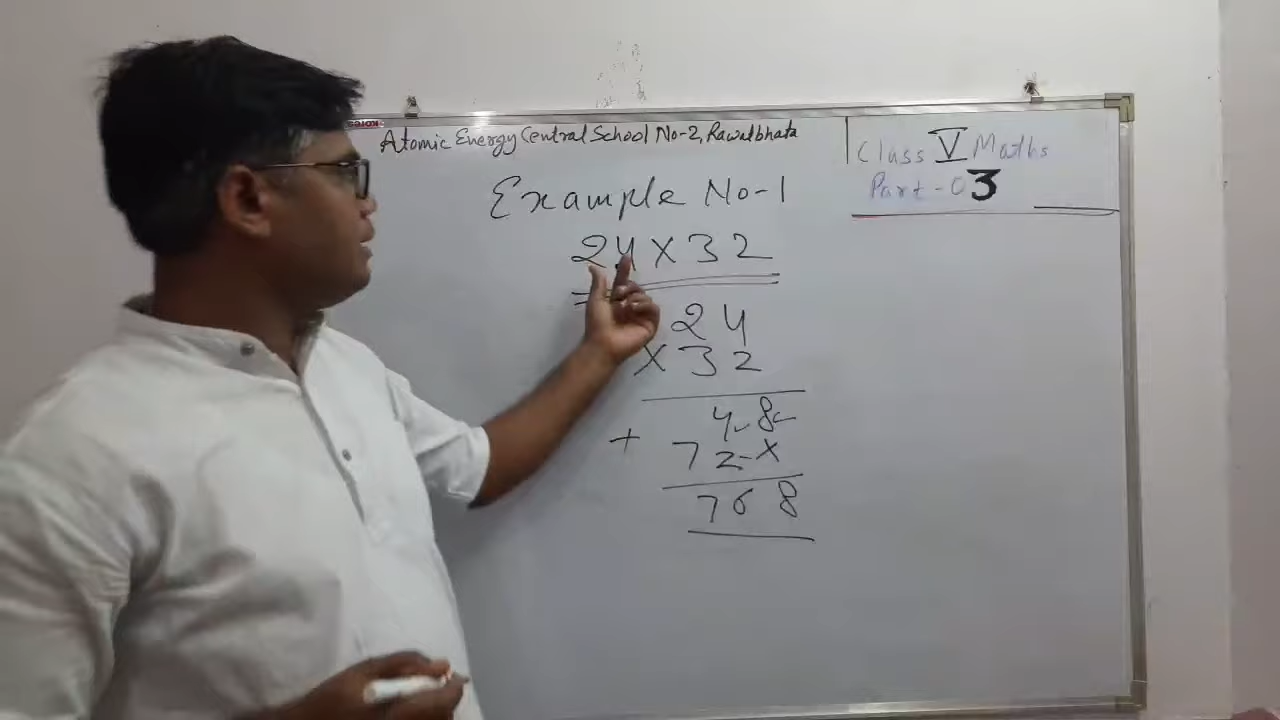 Atomic Energy Central School No-2, Rawatbhata
Class V Maths
Part-03
Example No-1
24 X 32
24
X 32
48
+ 72X
768